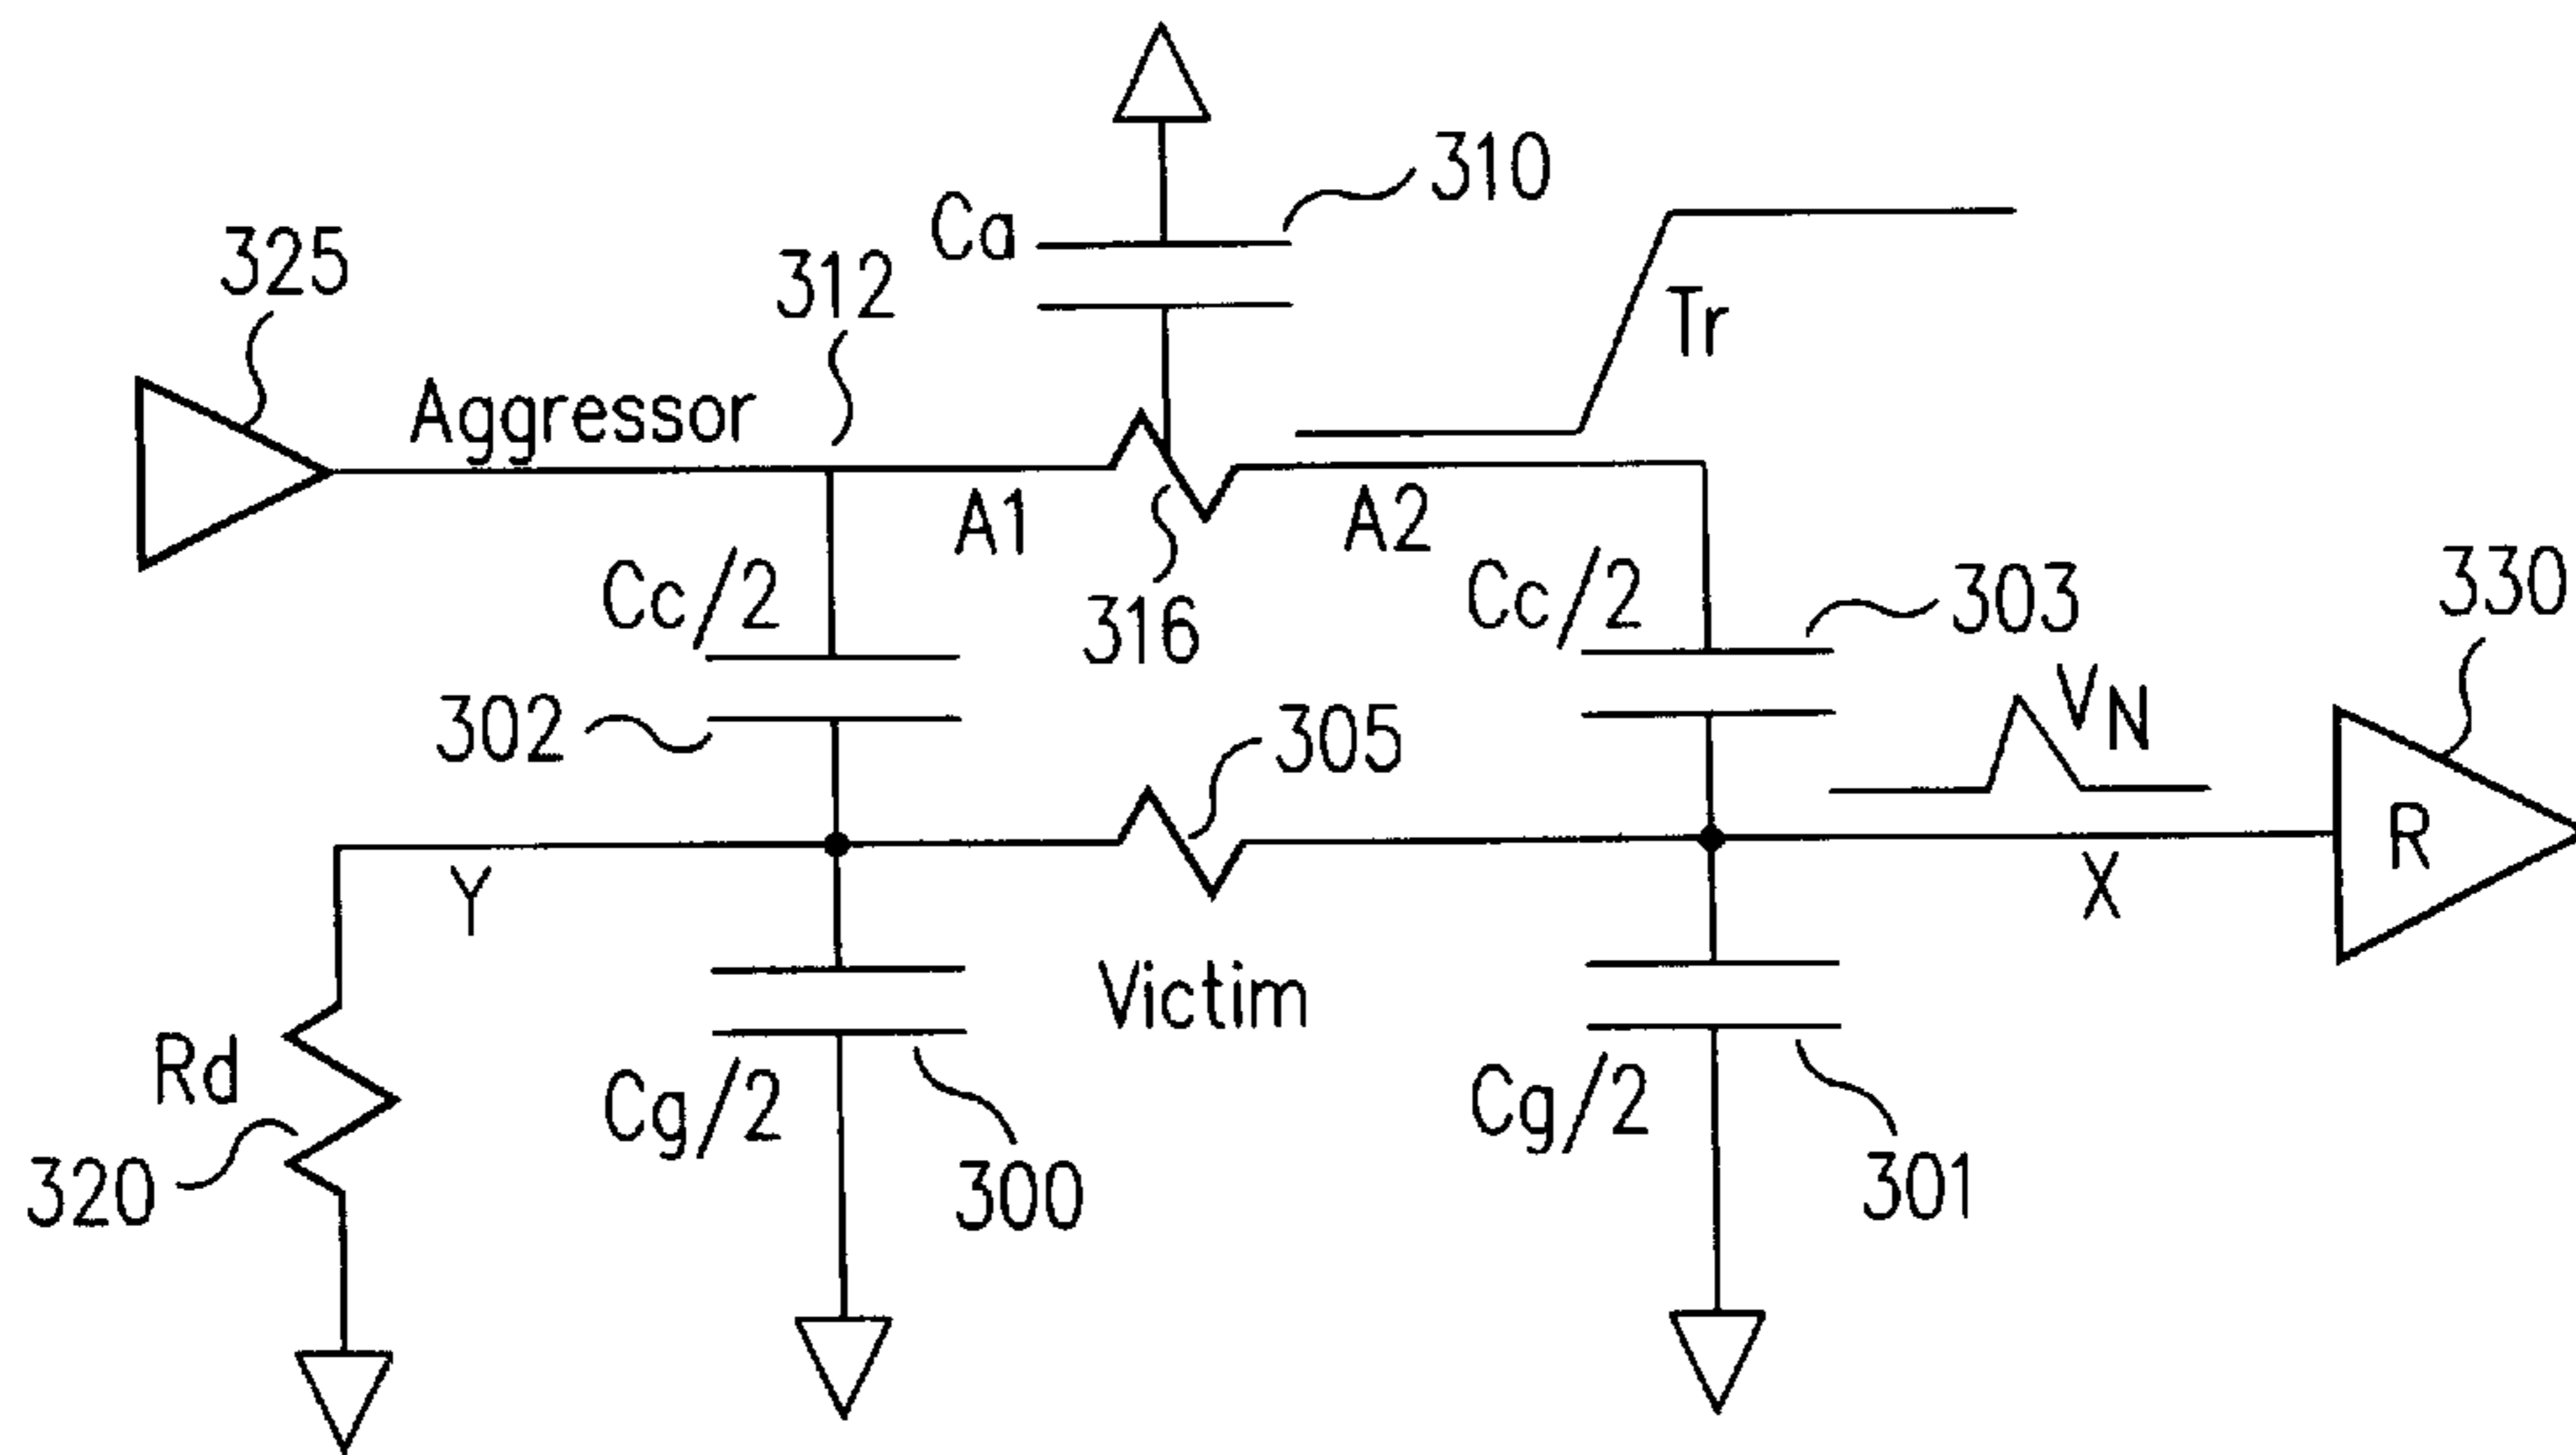 310
Ca
325
312
Tr
Aggressor
A1
A2
316
Cc/2
Cc/2
303
330
302
305
VN
R
Y
X
Victim
Rd
Cg/2
Cg/2
320
300
301